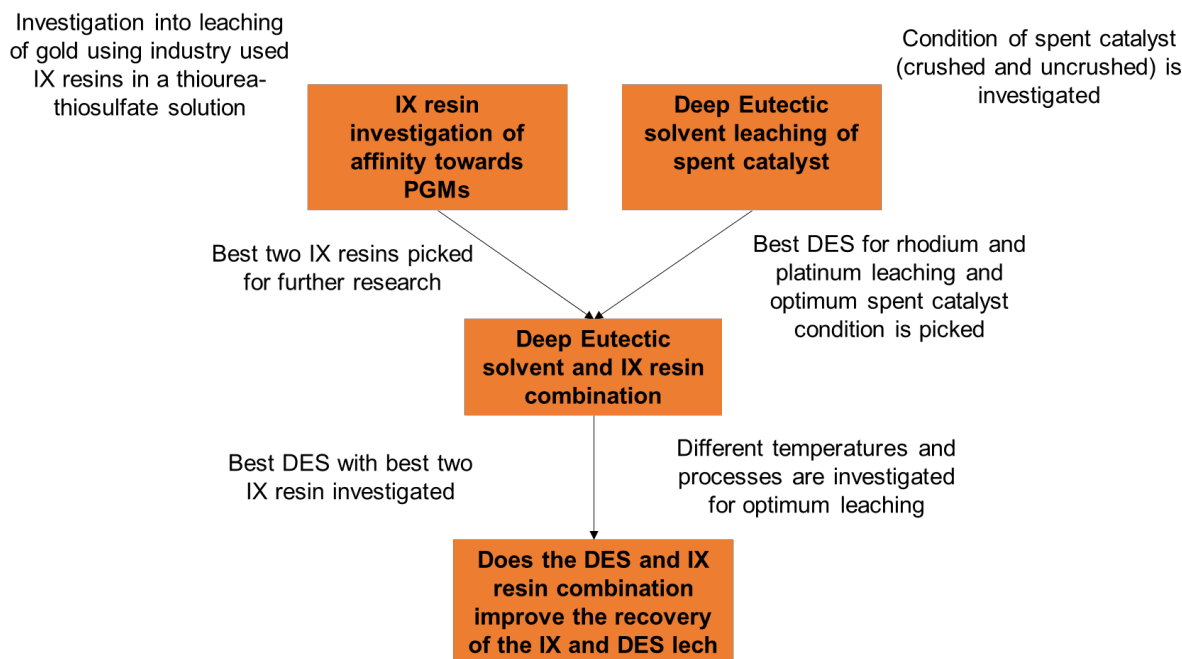 Investigation into leaching
of gold using industry used
IX resins in a thiourea-
thiosulfate solution
Condition of spent catalyst
(crushed and uncrushed) is
investigated
IX resin
investigation of
affinity towards
PGMs
Deep Eutectic
solvent leaching of
spent catalyst
Best two IX resins picked
for further research
Best DES for rhodium and
platinum leaching and
optimum spent catalyst
condition is picked
Deep Eutectic
solvent and IX resin
combination
Best DES with best two
IX resin investigated
Different temperatures and
processes are investigated
for optimum leaching
Does the DES and IX
resin combination
improve the recovery
of the IX and DES lech